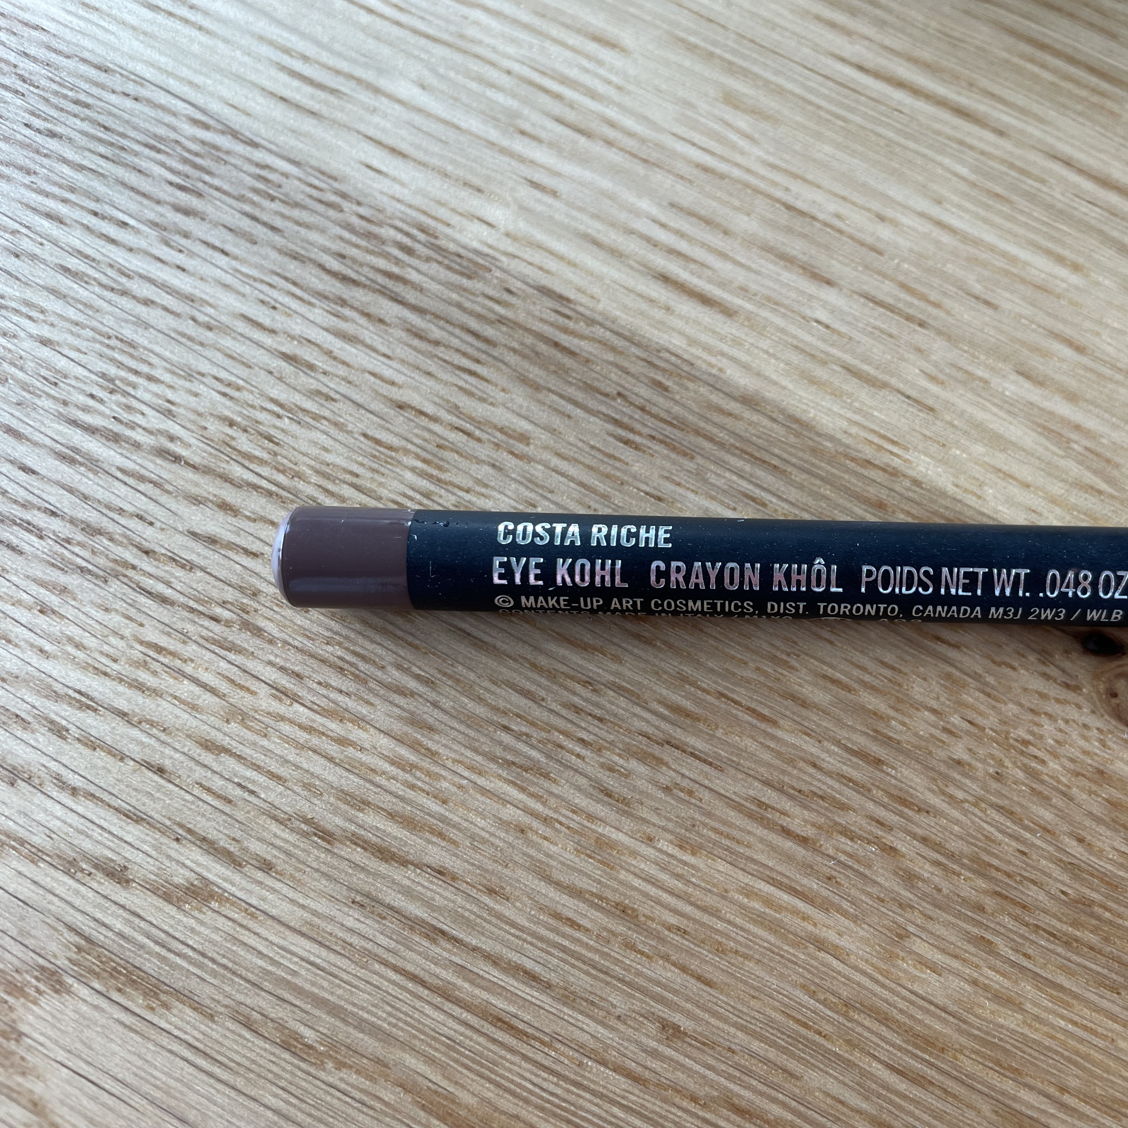 COSTA RICHE
EYE KOHL CRAYON KHÔL POIDS NET WT. .048 OZ
© MAKE-UP ART COSMETICS, DIST. TORONTO, CANADA M3J 2W3 / WLB